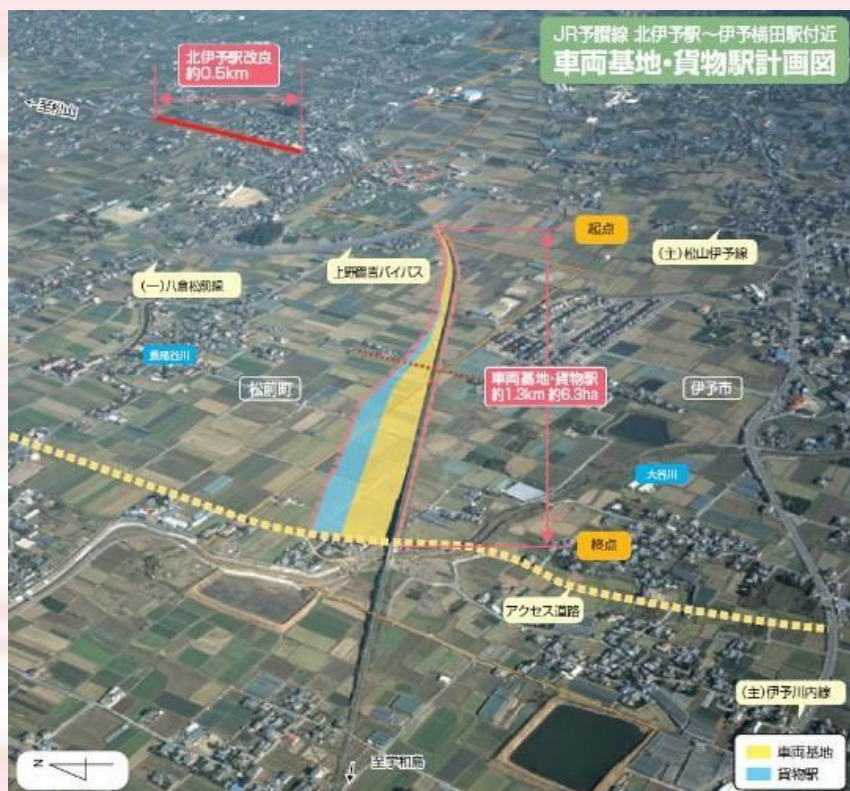 JR予讃線 北伊予駅～伊予横田駅付近
車両基地・貨物駅計画図
北伊予駅改良
約0.5km
←至松山
起点
(主)松山伊予線
上野鶴吉バイパス
(一)八倉松前線
長尾谷川
松前町
車両基地・貨物駅
約1.3km 約6.3ha
伊予市
大谷川
終点
アクセス道路
(主)伊予川内線
至宇和島
N
車両基地
貨物駅